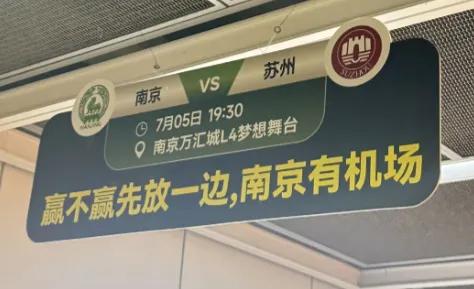 南京 VS 苏州
7月05日 19:30
南京万汇城L4梦想舞台
赢不赢先放一边,南京有机场
SUZHOU